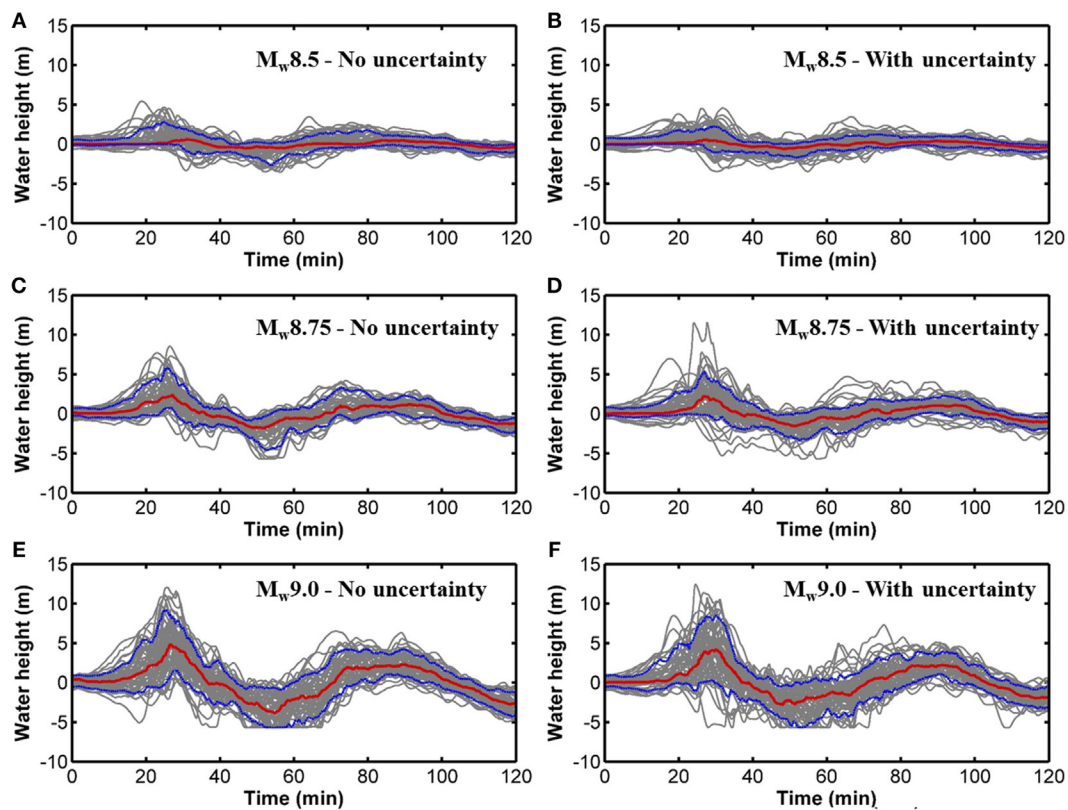 A
B
15
10
5
0
-5
-10
Water height (m)
M_w8.5 - No uncertainty
0 20 40 60 80 100 120
Time (min)
15
10
5
0
-5
-10
Water height (m)
M_w8.5 - With uncertainty
0 20 40 60 80 100 120
Time (min)
C
D
15
10
5
0
-5
-10
Water height (m)
M_w8.75 - No uncertainty
0 20 40 60 80 100 120
Time (min)
15
10
5
0
-5
-10
Water height (m)
M_w8.75 - With uncertainty
0 20 40 60 80 100 120
Time (min)
E
F
15
10
5
0
-5
-10
Water height (m)
M_w9.0 - No uncertainty
0 20 40 60 80 100 120
Time (min)
15
10
5
0
-5
-10
Water height (m)
M_w9.0 - With uncertainty
0 20 40 60 80 100 120
Time (min)